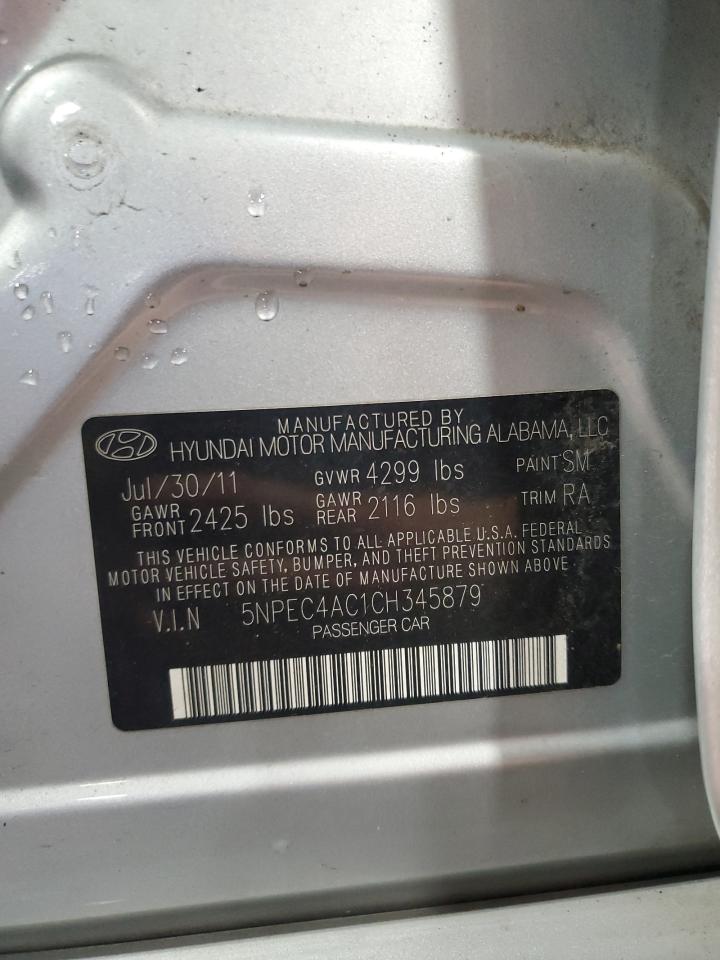 MANUFACTURED BY
HYUNDAI MOTOR MANUFACTURING ALABAMA, LLC
Jul/30/11 GVWR 4299 lbs PAINT SM
GAWR FRONT 2425 lbs GAWR REAR 2116 lbs TRIM RA
THIS VEHICLE CONFORMS TO ALL APPLICABLE U.S.A. FEDERAL
MOTOR VEHICLE SAFETY, BUMPER, AND THEFT PREVENTION STANDARDS
IN EFFECT ON THE DATE OF MANUFACTURE SHOWN ABOVE.
V.I.N 5NPEC4AC1CH345879
PASSENGER CAR